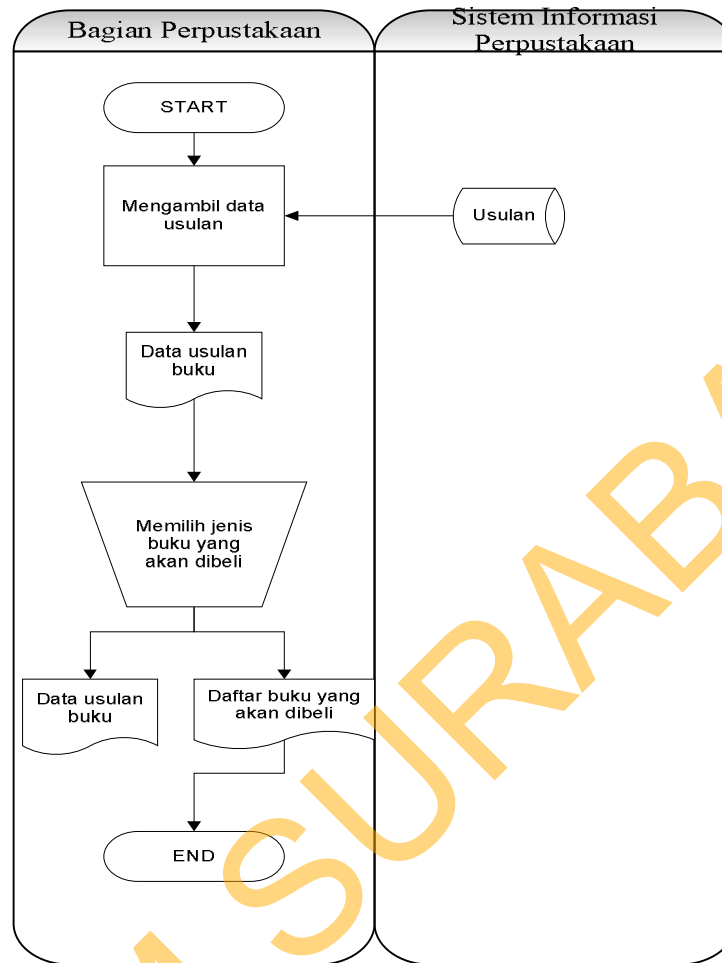 Bagian Perpustakaan
Sistem Informasi
Perpustakaan
START
Mengambil data
usulan
Usulan
Data usulan
buku
Memilih jenis
buku yang
akan dibeli
Data usulan
buku
Daftar buku yang
akan dibeli
END
M SURABA